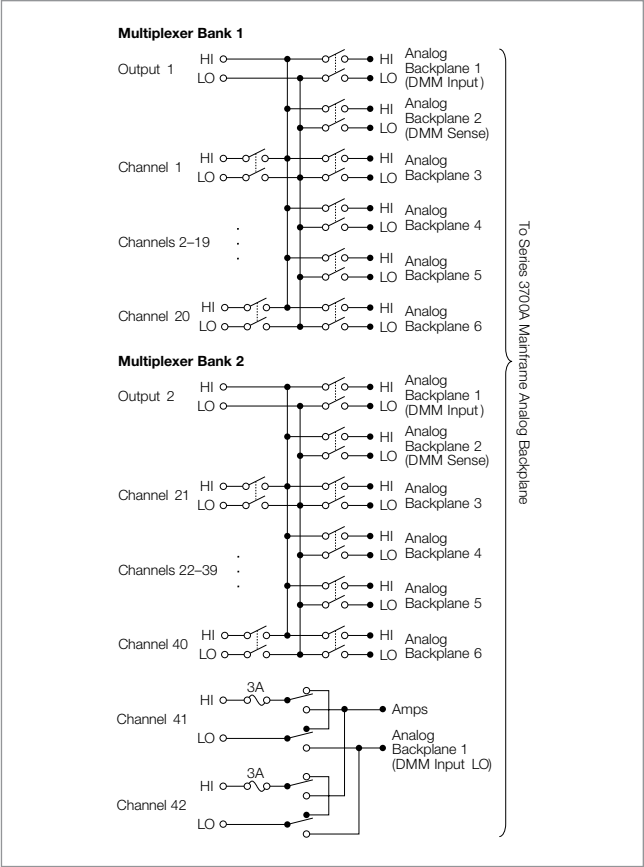 Multiplexer Bank 1
Output 1
HI
LO
HI Analog
LO Backplane 1
(DMM Input)
HI Analog
Backplane 2
LO (DMM Sense)
Channel 1
HI
LO
HI Analog
LO Backplane 3
HI Analog
Backplane 4
LO
Channels 2–19
HI Analog
Backplane 5
LO
Channel 20
HI
LO
HI Analog
LO Backplane 6
Multiplexer Bank 2
Output 2
HI
LO
HI Analog
Backplane 1
LO (DMM Input)
HI Analog
Backplane 2
LO (DMM Sense)
Channel 21
HI
LO
HI Analog
LO Backplane 3
HI Analog
Backplane 4
LO
Channels 22–39
HI Analog
Backplane 5
LO
Channel 40
HI
LO
HI Analog
LO Backplane 6
Channel 41
HI 3A
LO
Amps
Analog
Backplane 1
(DMM Input LO)
Channel 42
HI 3A
LO
To Series 3700A Mainframe Analog Backplane